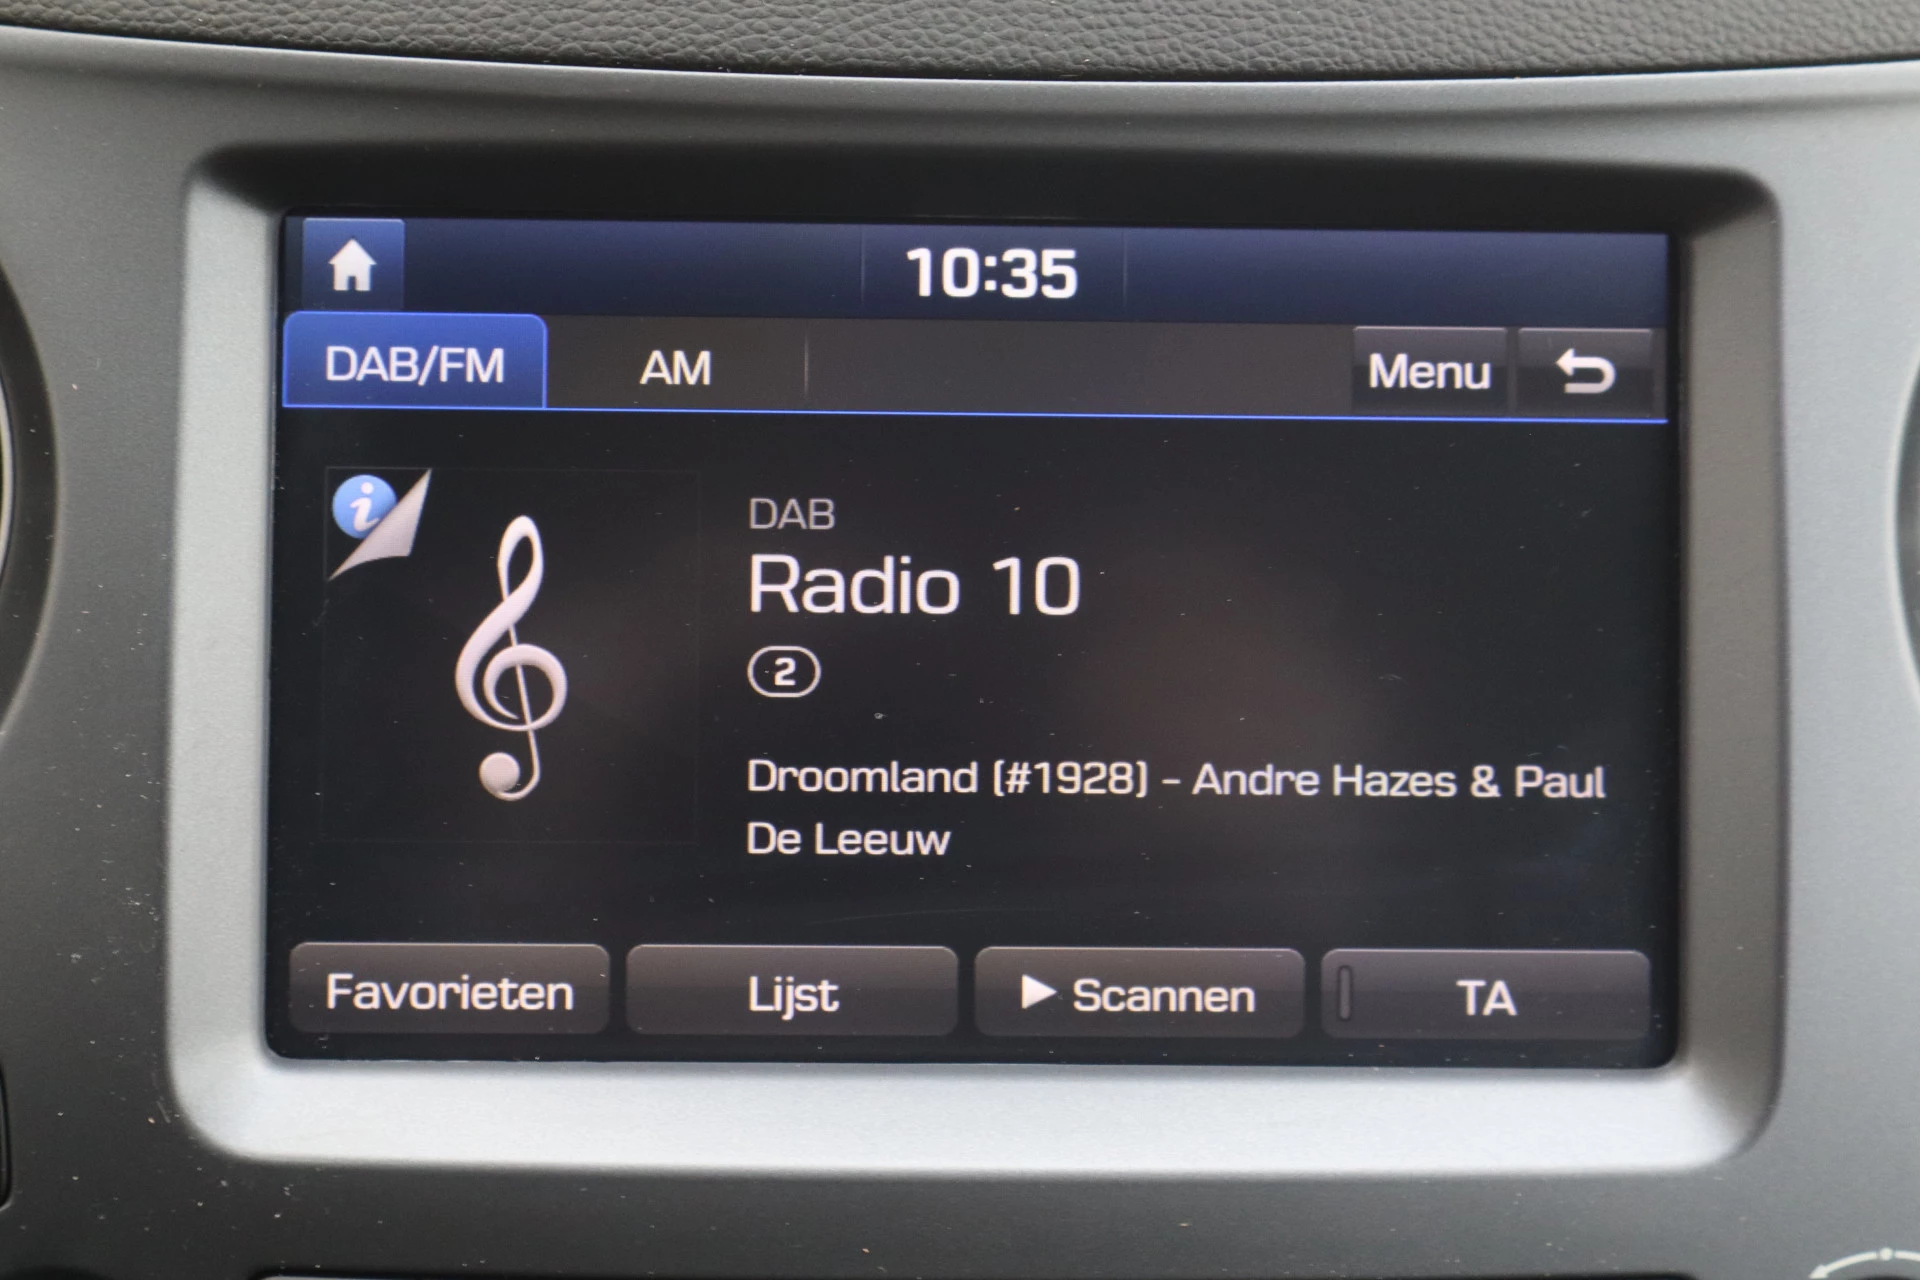 10:35
DAB/FM AM Menu
DAB
Radio 10
2
Droomland (#1928) - Andre Hazes & Paul
De Leeuw
Favorieten Lijst Scannen TA